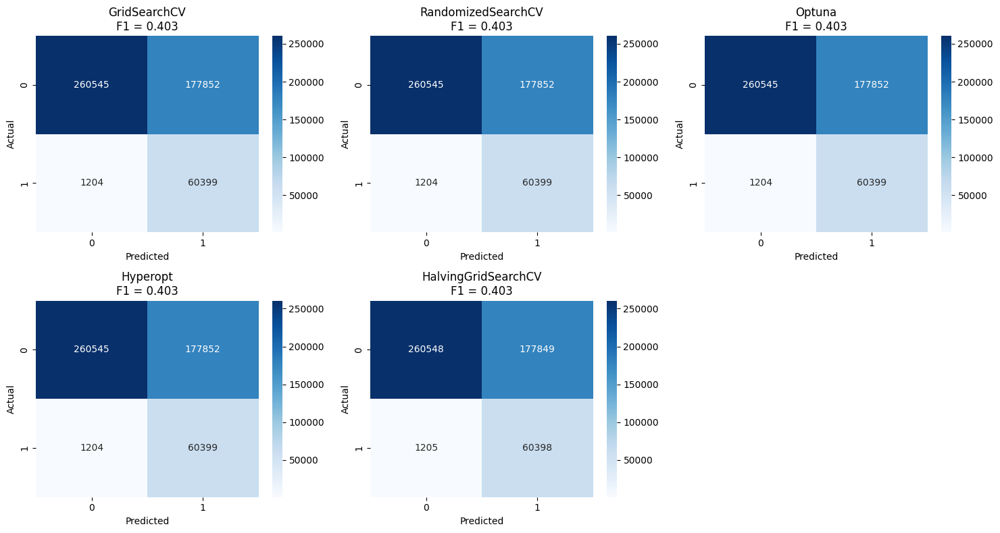 GridSearchCV
F1 = 0.403
260545 177852
1204 60399
0
1
Actual
0 1
Predicted
250000
200000
150000
100000
50000
RandomizedSearchCV
F1 = 0.403
260545 177852
1204 60399
0
1
Actual
0 1
Predicted
250000
200000
150000
100000
50000
Optuna
F1 = 0.403
260545 177852
1204 60399
0
1
Actual
0 1
Predicted
250000
200000
150000
100000
50000
Hyperopt
F1 = 0.403
260545 177852
1204 60399
0
1
Actual
0 1
Predicted
250000
200000
150000
100000
50000
HalvingGridSearchCV
F1 = 0.403
260548 177849
1205 60398
0
1
Actual
0 1
Predicted
250000
200000
150000
100000
50000